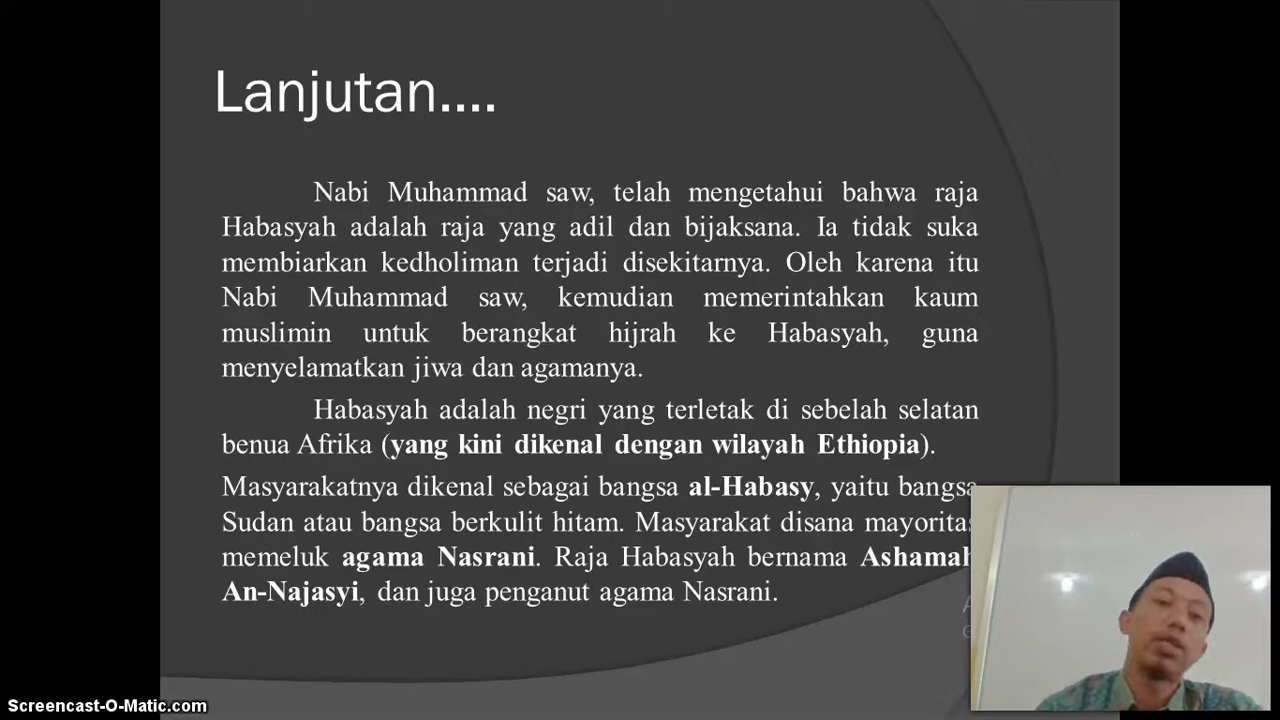 Lanjutan....
Nabi Muhammad saw, telah mengetahui bahwa raja
Habasyah adalah raja yang adil dan bijaksana. Ia tidak suka
membiarkan kedholiman terjadi disekitarnya. Oleh karena itu
Nabi Muhammad saw, kemudian memerintahkan kaum
muslimin untuk berangkat hijrah ke Habasyah, guna
menyelamatkan jiwa dan agamanya.
Habasyah adalah negri yang terletak di sebelah selatan
benua Afrika (yang kini dikenal dengan wilayah Ethiopia).
Masyarakatnya dikenal sebagai bangsa al-Habasy, yaitu bangsa
Sudan atau bangsa berkulit hitam. Masyarakat disana mayoritas
memeluk agama Nasrani. Raja Habasyah bernama Ashamah
An-Najasyi, dan juga penganut agama Nasrani.
Screencast-O-Matic.com